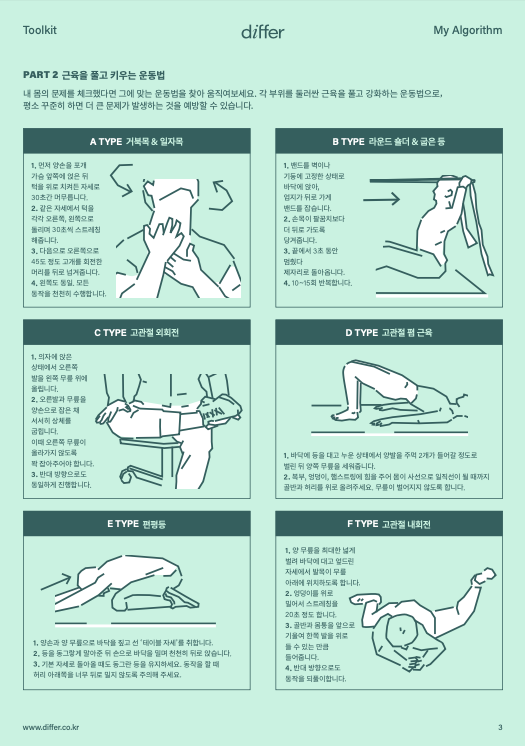 Toolkit
differ
My Algorithm
PART 2 근육을 풀고 키우는 운동법
내 몸의 문제를 체크했다면 그에 맞는 운동법을 찾아 움직여보세요. 각 부위를 둘러싼 근육을 풀고 강화하는 운동법으로,
평소 꾸준히 하면 더 큰 문제가 발생하는 것을 예방할 수 있습니다.
A TYPE 거북목 & 일자목
1. 먼저 양손을 포개
가슴 앞쪽에 얹은 뒤
턱을 위로 치켜든 자세로
30초간 머무릅니다.
2. 같은 자세에서 턱을
각각 오른쪽, 왼쪽으로
돌리며 30초씩 스트레칭
해줍니다.
3. 다음으로 오른쪽으로
45도 정도 고개를 회전한
머리를 뒤로 넘겨줍니다.
4. 왼쪽도 동일. 모든
동작을 천천히 수행합니다.
B TYPE 라운드 숄더 & 굽은 등
1. 밴드를 벽이나
기둥에 고정한 상태로
바닥에 앉아,
엄지가 뒤로 가게
밴드를 잡습니다.
2. 손목이 팔꿈치보다
더 뒤로 가도록
당겨줍니다.
3. 끝에서 3초 동안
멈췄다
제자리로 돌아옵니다.
4. 10~15회 반복합니다.
C TYPE 고관절 외회전
1. 의자에 앉은
상태에서 오른쪽
발을 왼쪽 무릎 위에
올립니다.
2. 오른발과 무릎을
양손으로 잡은 채
서서히 상체를
굽힙니다.
이때 오른쪽 무릎이
올라가지 않도록
꽉 잡아주어야 합니다.
3. 반대 방향으로도
동일하게 진행합니다.
D TYPE 고관절 폄 근육
1. 바닥에 등을 대고 누운 상태에서 양발을 주먹 2개가 들어갈 정도로
벌린 뒤 양쪽 무릎을 세워줍니다.
2. 복부, 엉덩이, 햄스트링에 힘을 주어 몸이 사선으로 일직선이 될 때까지
골반과 허리를 위로 올려주세요. 무릎이 벌어지지 않도록 합니다.
E TYPE 편평등
1. 양손과 양 무릎으로 바닥을 짚고 선 '테이블 자세'를 취합니다.
2. 등을 동그랗게 말아준 뒤 손으로 바닥을 밀며 천천히 뒤로 앉습니다.
3. 기본 자세로 돌아올 때도 동그란 등을 유지하세요. 동작을 할 때
허리 아래쪽을 너무 뒤로 밀지 않도록 주의해 주세요.
F TYPE 고관절 내회전
1. 양 무릎을 최대한 넓게
벌려 바닥에 대고 엎드린
자세에서 발목이 무릎
아래에 위치하도록 합니다.
2. 엉덩이를 뒤로
밀어서 스트레칭을
20초 정도 합니다.
3. 골반과 몸통을 앞으로
기울여 한쪽 발을 위로
들 수 있는 만큼
들어줍니다.
4. 반대 방향으로도
동작을 되풀이합니다.
www.differ.co.kr
3